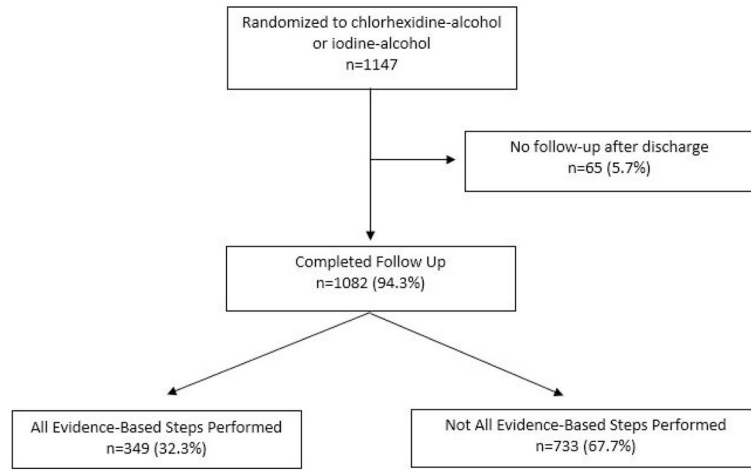 Randomized to chlorhexidine-alcohol
or iodine-alcohol
n=1147
No follow-up after discharge
n=65 (5.7%)
Completed Follow Up
n=1082 (94.3%)
All Evidence-Based Steps Performed
n=349 (32.3%)
Not All Evidence-Based Steps Performed
n=733 (67.7%)